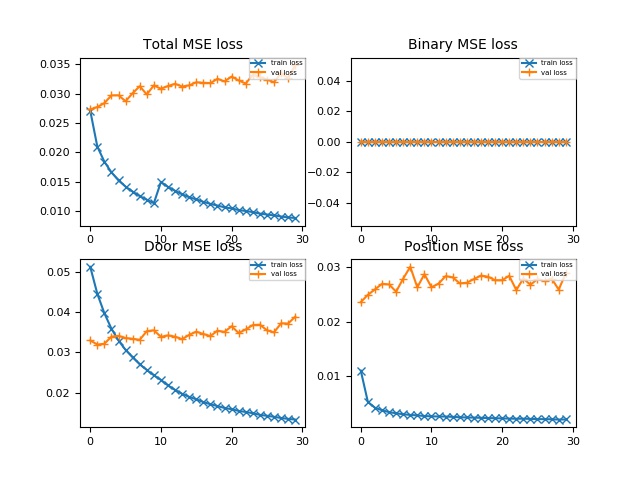 Total MSE loss
0.035
0.030
0.025
0.020
0.015
0.010
0
10
20
30
train loss
val loss
Binary MSE loss
0.04
0.02
0.00
−0.02
−0.04
0
10
20
30
train loss
val loss
Door MSE loss
0.05
0.04
0.03
0.02
0
10
20
30
train loss
val loss
Position MSE loss
0.03
0.02
0.01
0
10
20
30
train loss
val loss